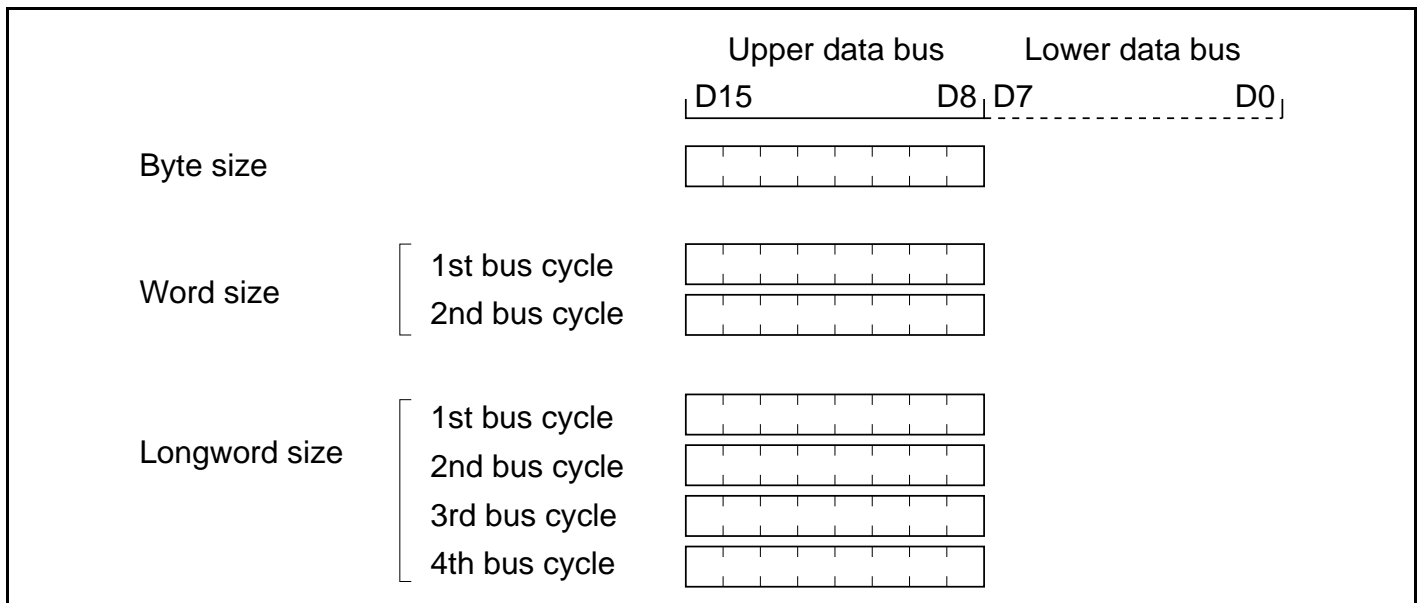 Upper data bus Lower data bus
D15 D8 D7 D0
Byte size
Word size
1st bus cycle
2nd bus cycle
Longword size
1st bus cycle
2nd bus cycle
3rd bus cycle
4th bus cycle